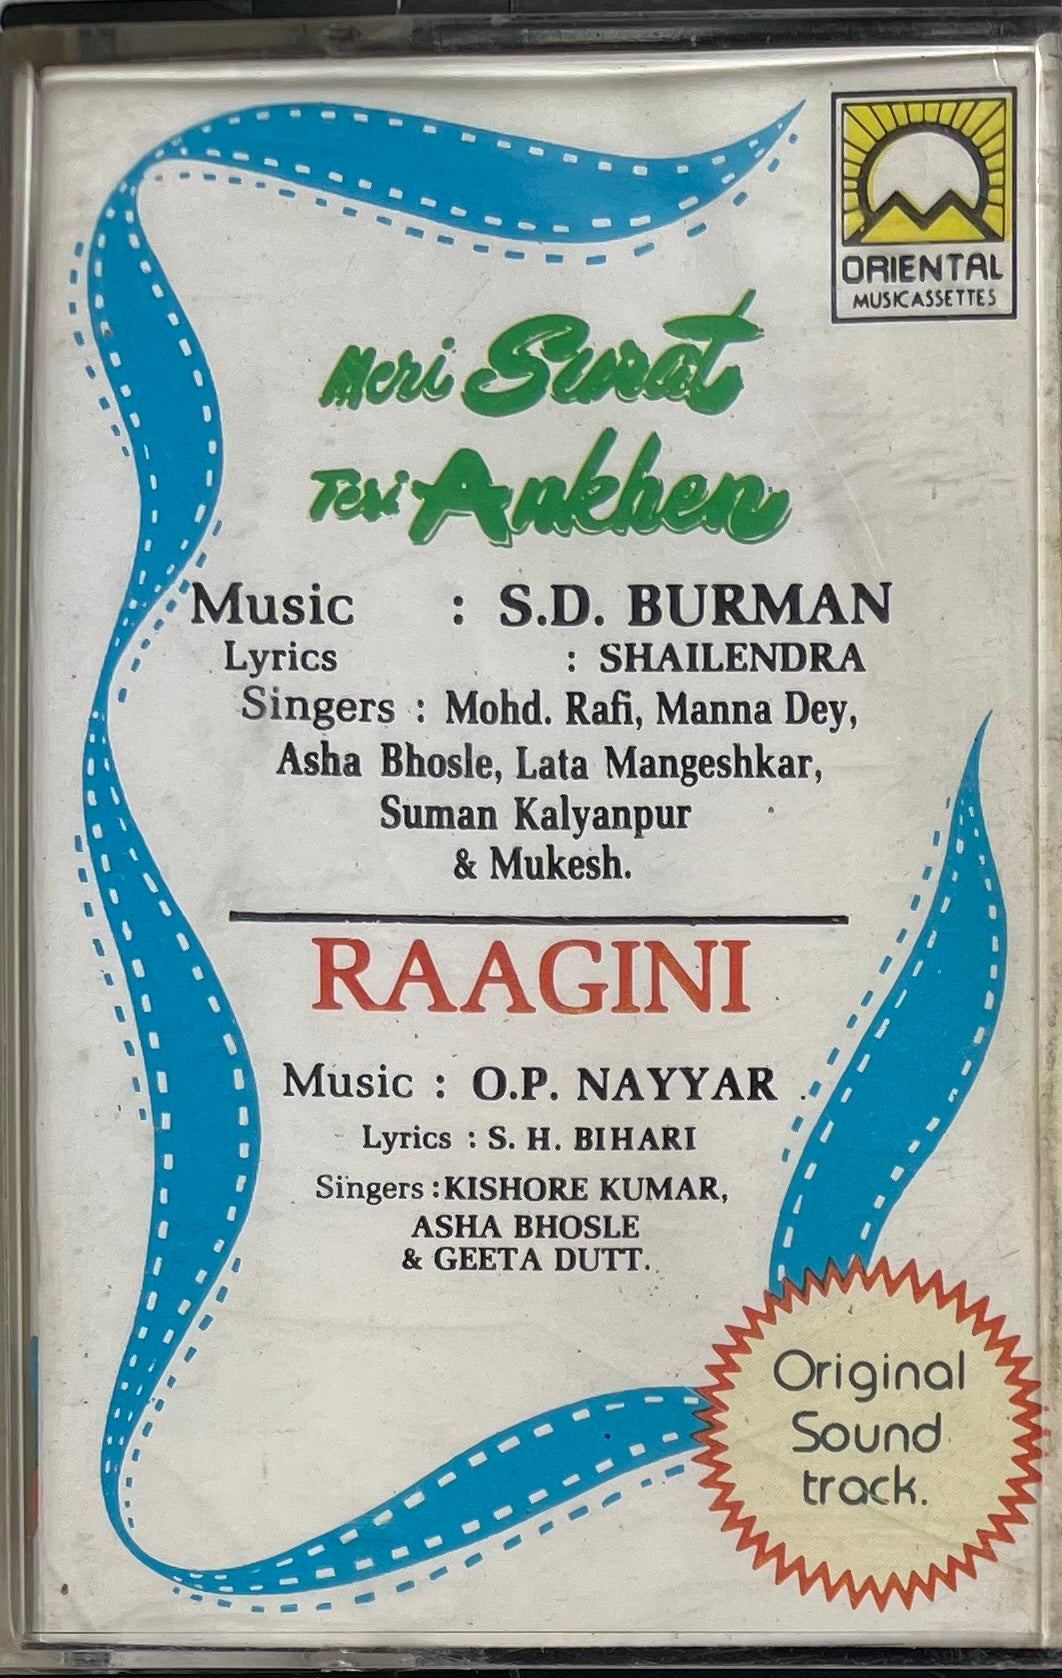 ORIENTAL
MUSICASSETTES
Meri Surat
Teri Ankhen
Music : S.D. BURMAN
Lyrics : SHAILENDRA
Singers : Mohd. Rafi, Manna Dey,
Asha Bhosle, Lata Mangeshkar,
Suman Kalyanpur
& Mukesh.
RAAGINI
Music : O.P. NAYYAR
Lyrics : S. H. BIHARI
Singers : KISHORE KUMAR,
ASHA BHOSLE
& GEETA DUTT.
Original
Sound
track.